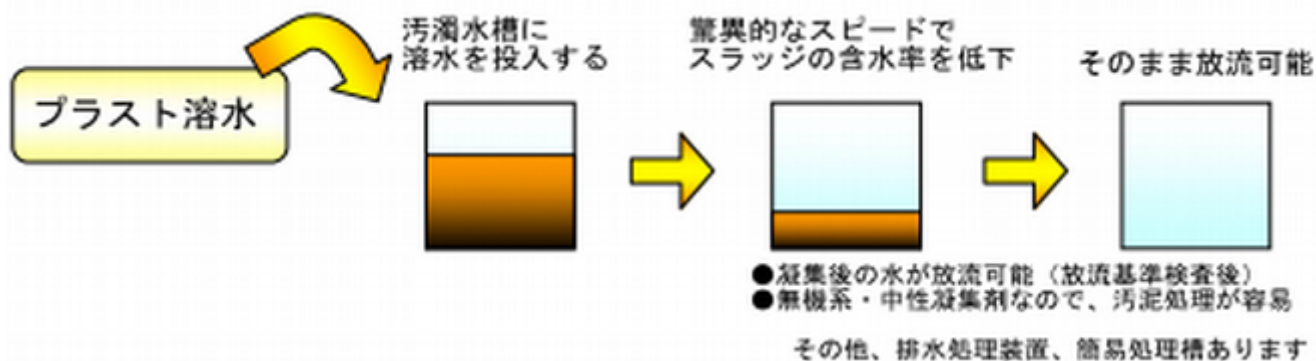 プラスト溶水
汚濁水槽に
溶水を投入する
驚異的なスピードで
スラッジの含水率を低下
そのまま放流可能
●凝集後の水が放流可能（放流基準検査後）
●無機系・中性凝集剤なので、汚泥処理が容易
その他、排水処理装置、簡易処理槽あります